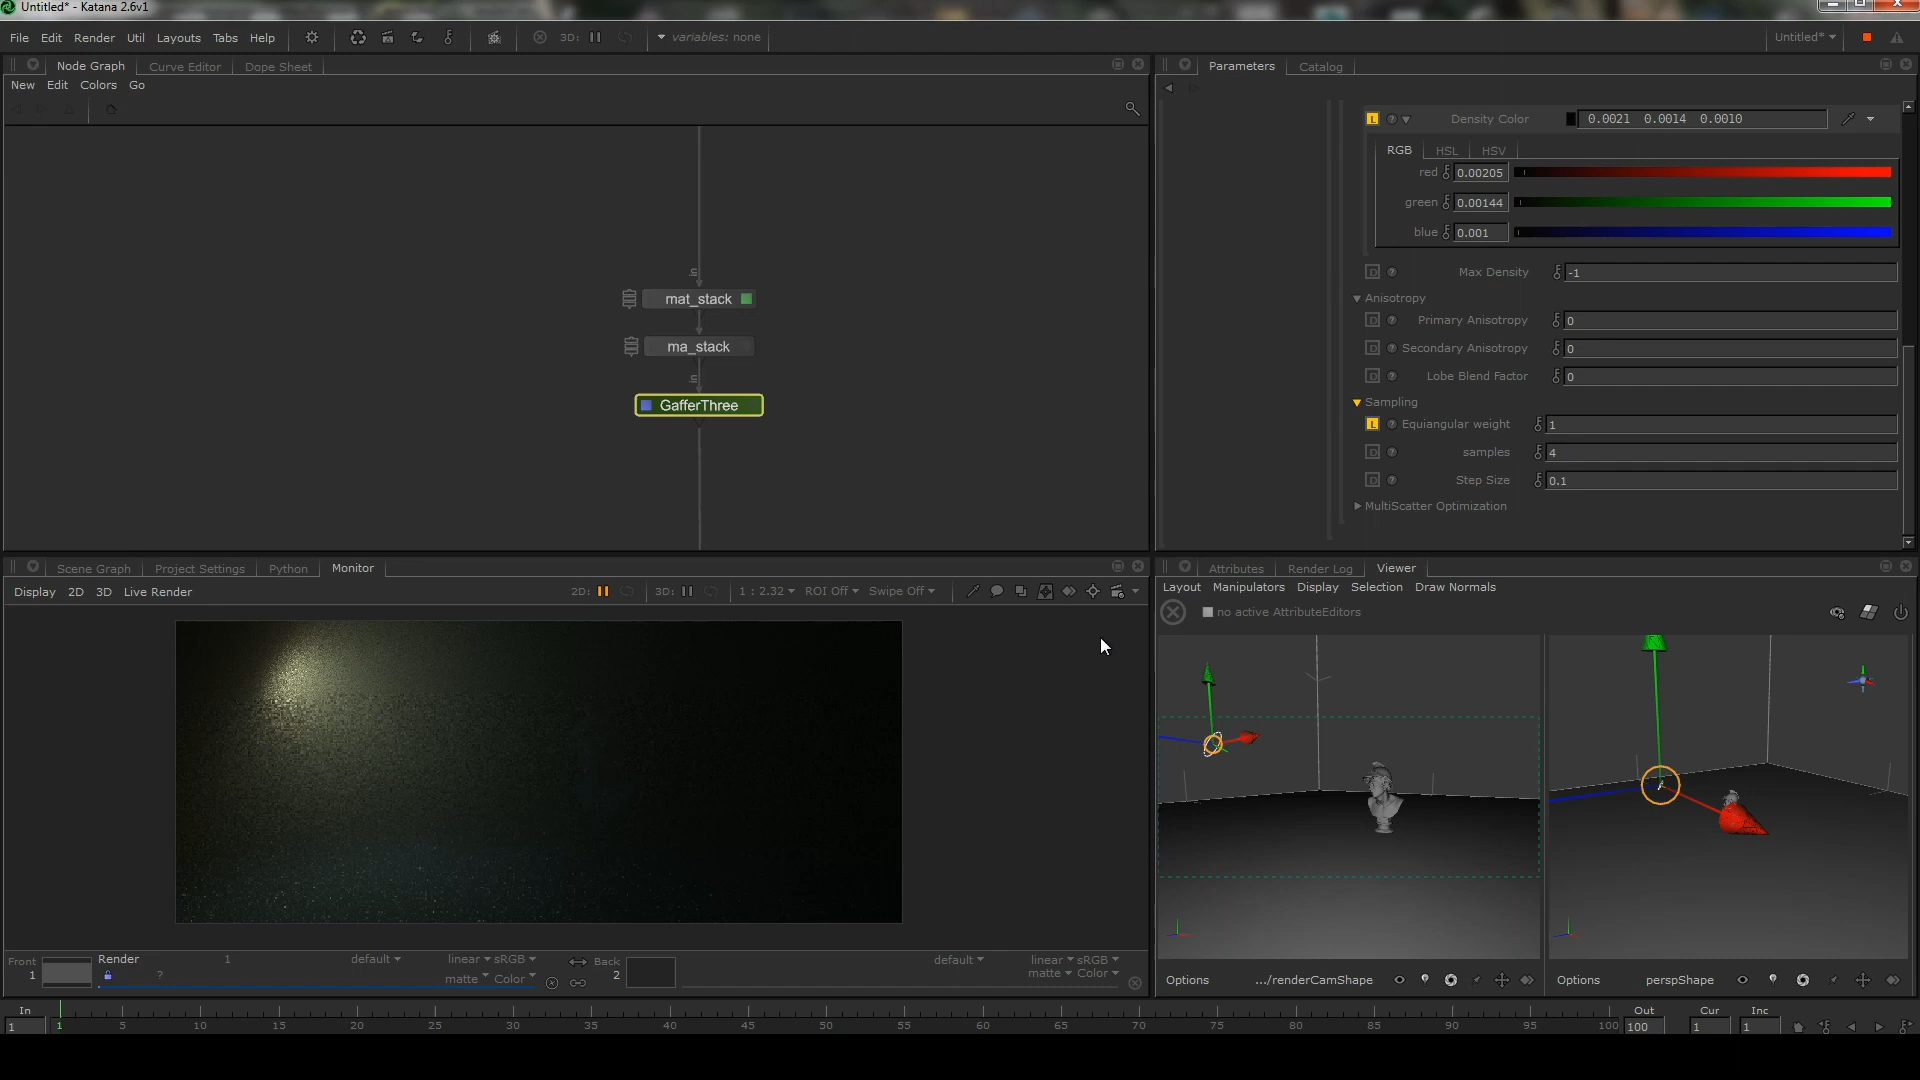 Untitled* - Katana 2.6v1
File Edit Render Util Layouts Tabs Help 3D: variables: none Untitled*
Node Graph Curve Editor Dope Sheet
New Edit Colors Go
in
mat_stack
ma_stack
in
GafferThree
Parameters Catalog
L ? Density Color 0.0021 0.0014 0.0010
RGB HSL HSV
red 0.00205
green 0.00144
blue 0.001
D ? Max Density -1
Anisotropy
D ? Primary Anisotropy 0
D ? Secondary Anisotropy 0
D ? Lobe Blend Factor 0
Sampling
L ? Equiangular weight 1
D ? samples 4
D ? Step Size 0.1
MultiScatter Optimization
Scene Graph Project Settings Python Monitor
Display 2D 3D Live Render 2D: 3D: 1 : 2.32 ROI Off Swipe Off
Front 1 Render 1 default linear sRGB
? matte Color
Back 2 default linear sRGB
matte Color
Attributes Render Log Viewer
Layout Manipulators Display Selection Draw Normals
no active AttributeEditors
Options .../renderCamShape
Options perspShape
In Out Cur Inc
1 1 5 10 15 20 25 30 35 40 45 50 55 60 65 70 75 80 85 90 95 100 100 1 1